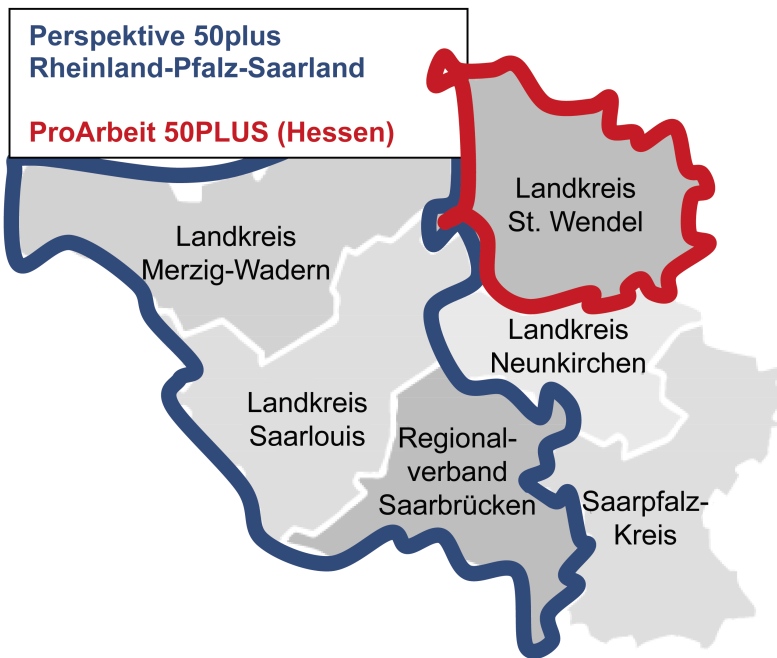 Perspektive 50plus
Rheinland-Pfalz-Saarland
ProArbeit 50PLUS (Hessen)
Landkreis
St. Wendel
Landkreis
Merzig-Wadern
Landkreis
Neunkirchen
Landkreis
Saarlouis
Regional-
verband
Saarbrücken
Saarpfalz-
Kreis